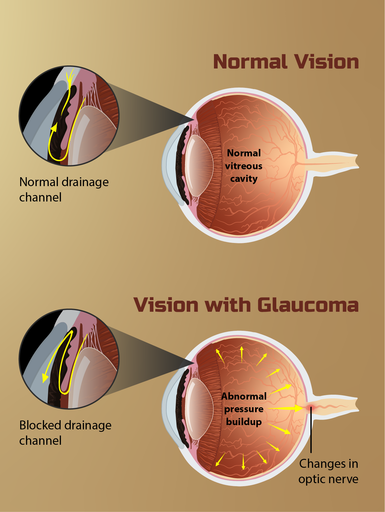 Normal Vision
Normal
vitreous
cavity
Normal drainage
channel
Vision with Glaucoma
Abnormal
pressure
buildup
Blocked drainage
channel
Changes in
optic nerve